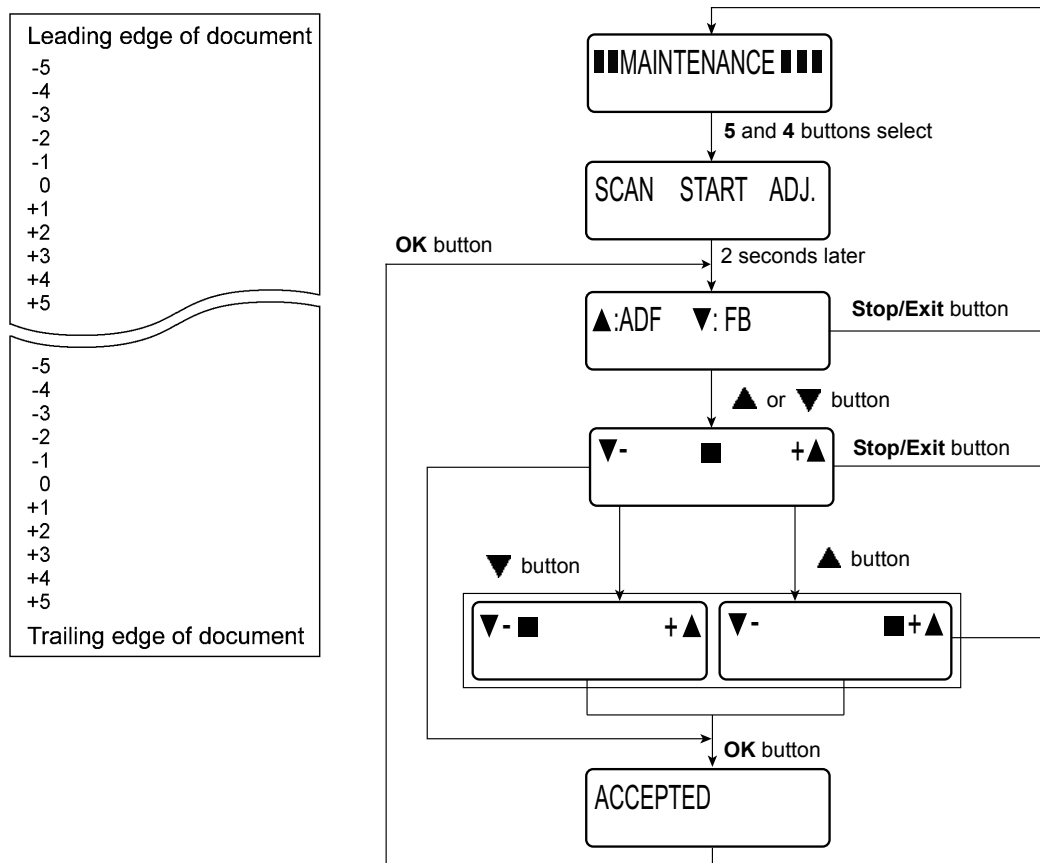 Leading edge of document
-5
-4
-3
-2
-1
0
+1
+2
+3
+4
+5
-5
-4
-3
-2
-1
0
+1
+2
+3
+4
+5
Trailing edge of document
▮▮MAINTENANCE ▮▮▮
5 and 4 buttons select
SCAN START ADJ.
OK button
2 seconds later
▲:ADF ▼: FB
Stop/Exit button
▲ or ▼ button
▼- ■ +▲
Stop/Exit button
▼ button
▲ button
▼-■ +▲
▼- ■+▲
OK button
ACCEPTED